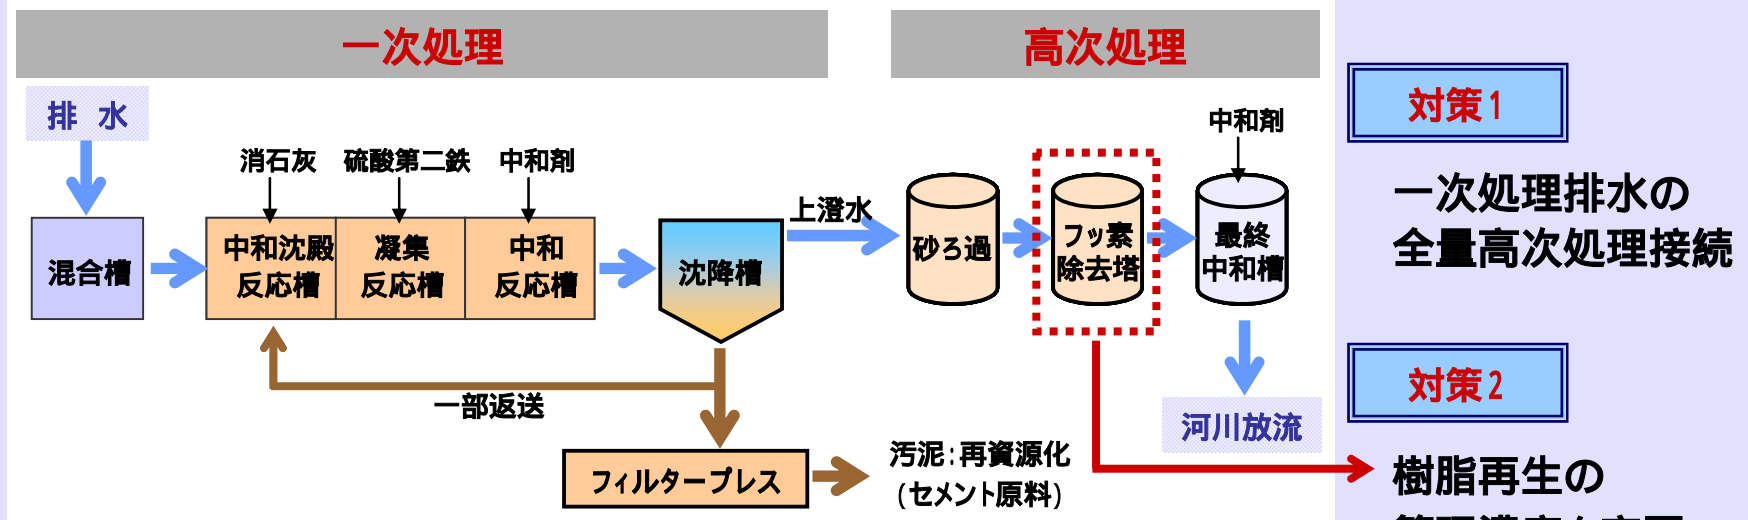 一次処理
高次処理
排 水
消石灰
硫酸第二鉄
中和剤
混合槽
中和沈殿
反応槽
凝集
反応槽
中和
反応槽
沈降槽
上澄水
砂ろ過
フッ素
除去塔
中和剤
最終
中和槽
河川放流
一部返送
フィルタープレス
汚泥:再資源化
(セメント原料)
対策1
一次処理排水の
全量高次処理接続
対策2
樹脂再生の